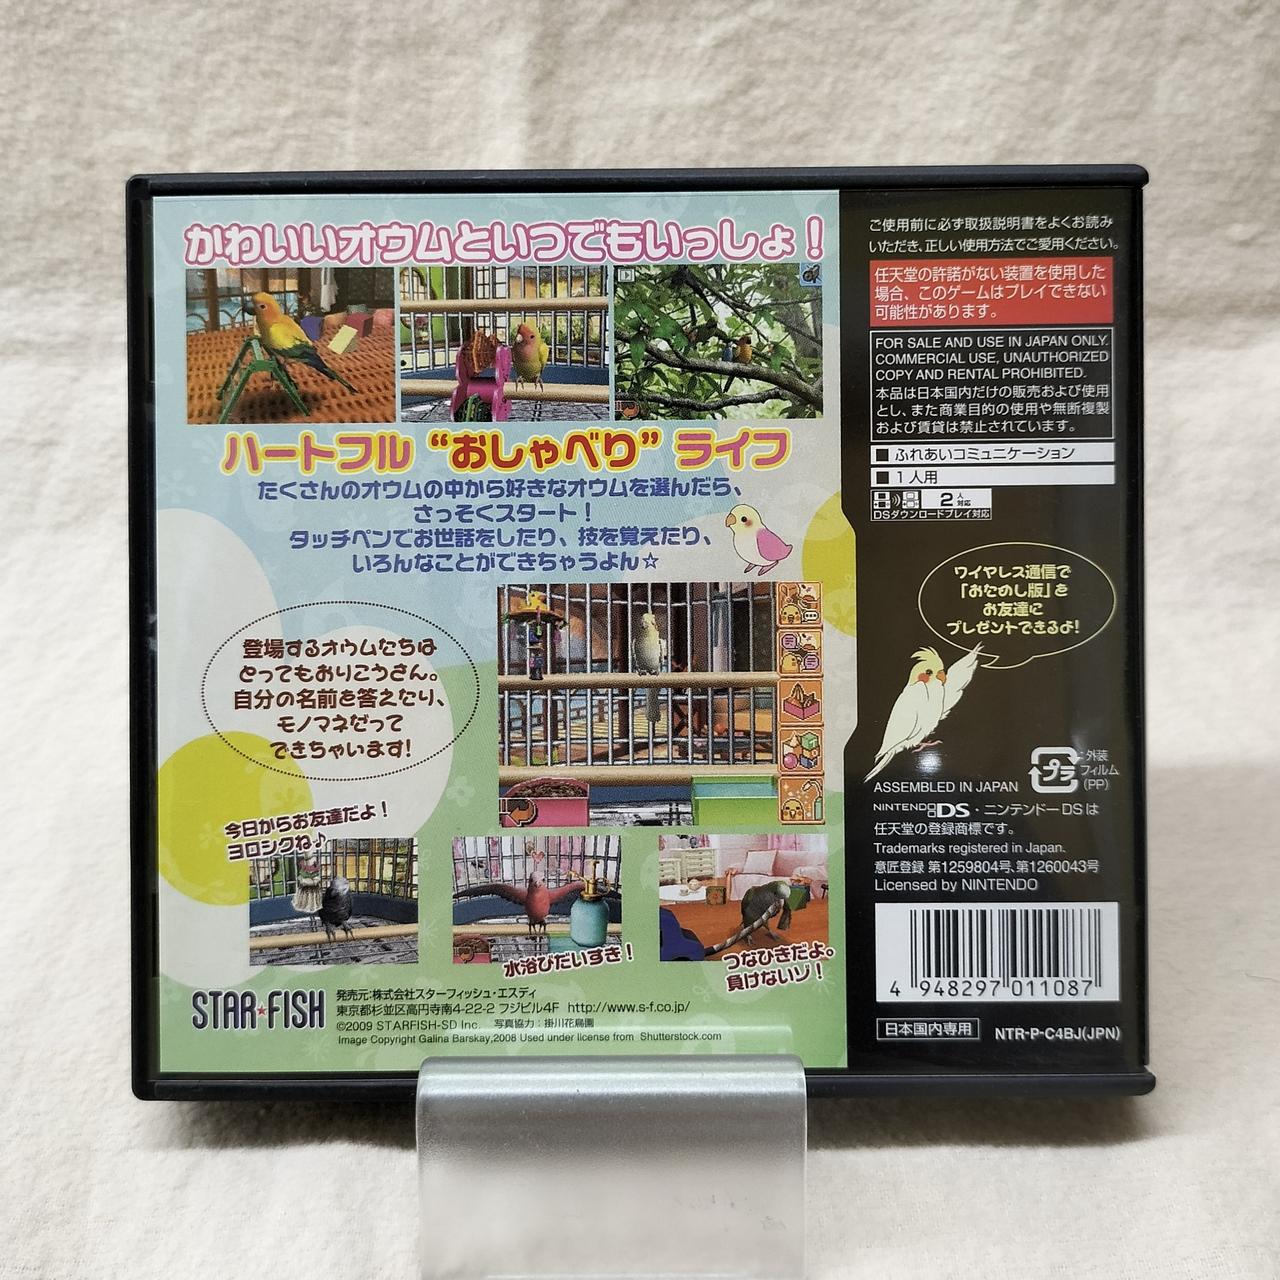 かわいいオウムといつでもいっしょ！
ハートフル“おしゃべり”ライフ
たくさんのオウムの中から好きなオウムを選んだら、
さっそくスタート！
タッチペンでお世話をしたり、技を覚えたり、
いろんなことができちゃうよん☆
登場するオウムたちは
とってもおりこうさん。
自分の名前を答えたり、
モノマネだって
できちゃいます！
今日からお友達だよ！
ヨロシクね♪
水浴びだいすき！
つなひきだよ。
負けないゾ！
STAR★FISH
発売元:株式会社スターフィッシュ・エスディ
東京都杉並区高円寺南4-22-2 フジビル4F http://www.s-f.co.jp/
©2009 STARFISH-SD Inc. 写真協力：掛川花鳥園
Image Copyright Galina Barskay,2008 Used under license from Shutterstock.com
ご使用前に必ず取扱説明書をよくお読み
いただき、正しい使用方法でご愛用ください。
任天堂の許諾がない装置を使用した
場合、このゲームはプレイできない
可能性があります。
FOR SALE AND USE IN JAPAN ONLY.
COMMERCIAL USE, UNAUTHORIZED
COPY AND RENTAL PROHIBITED.
本品は日本国内だけの販売および使用
とし、また商業目的の使用や無断複製
および賃貸は禁止されています。
■ ふれあいコミュニケーション
■ 1人用
2人対応
DSダウンロードプレイ対応
ワイヤレス通信で
「おためし版」を
お友達に
プレゼントできるよ！
プラ
：外装
フィルム
(PP)
ASSEMBLED IN JAPAN
NINTENDO DS・ニンテンドーDSは
任天堂の登録商標です。
Trademarks registered in Japan.
意匠登録 第1259804号、第1260043号
Licensed by NINTENDO
4 948297 011087
日本国内専用
NTR-P-C4BJ(JPN)